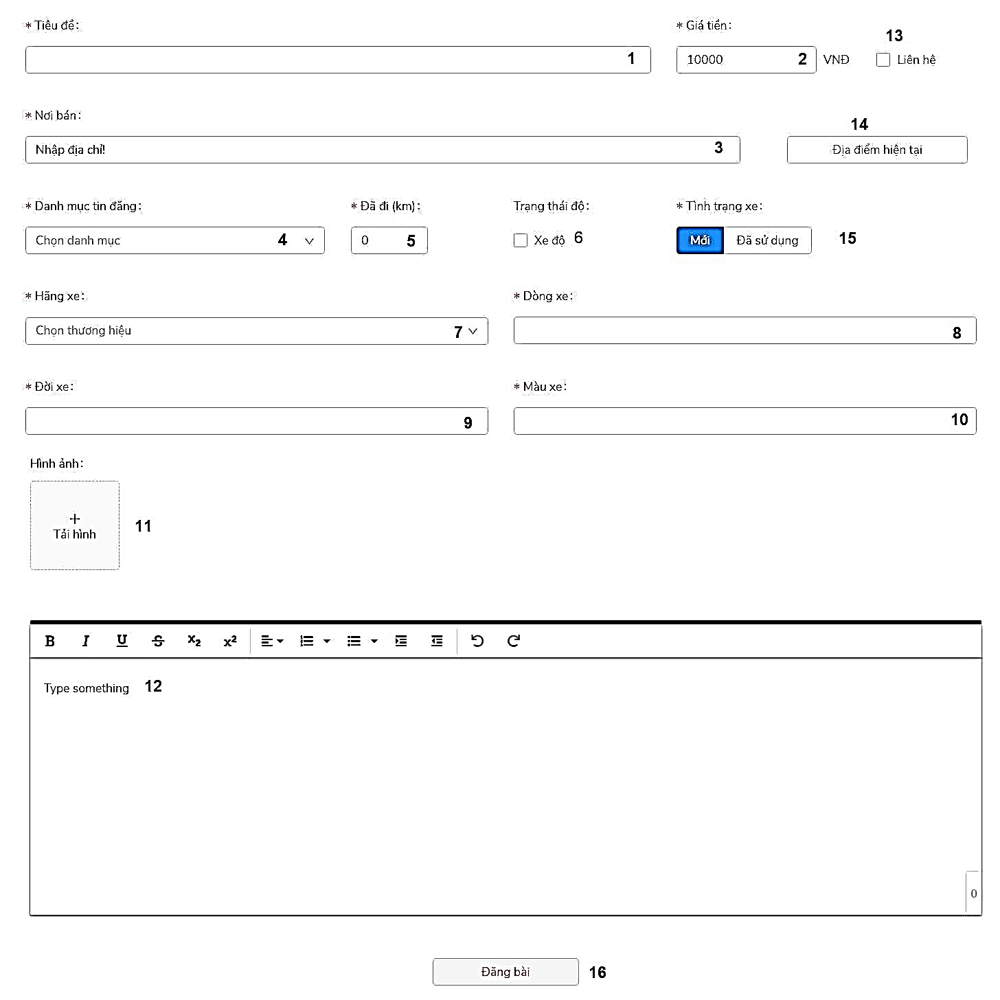 * Tiêu đề:
* Giá tiền:
13
1
10000
2
VNĐ
Liên hệ
* Nơi bán:
14
Nhập địa chỉ!
3
Địa điểm hiện tại
* Danh mục tin đăng:
* Đã đi (km):
Trạng thái độ:
* Tình trạng xe:
Chọn danh mục
4
0
5
Xe độ
6
Mới
Đã sử dụng
15
* Hãng xe:
* Dòng xe:
Chọn thương hiệu
7
8
* Đời xe:
* Màu xe:
9
10
Hình ảnh:
+
Tải hình
11
B I U S x₂ x²
Type something
12
0
Đăng bài
16